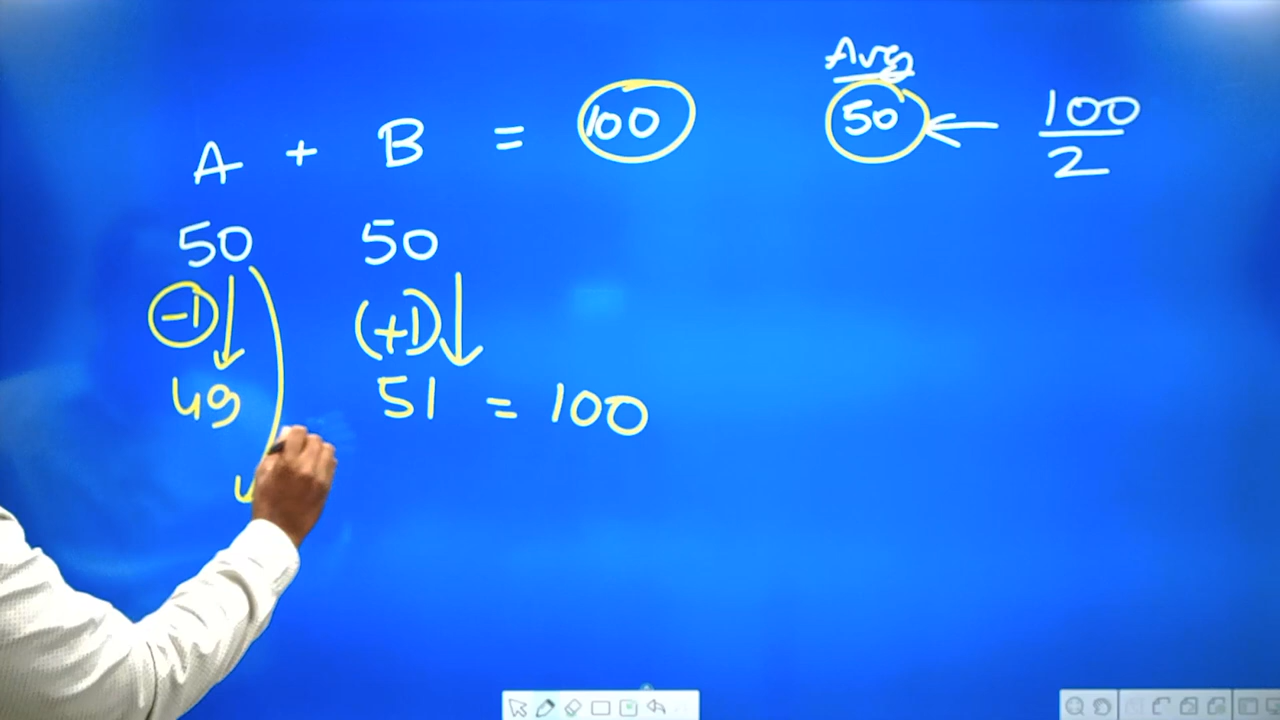 Avg
A + B = 100
50 ← 100/2
50 50
-1 (+1)
49 51 = 100